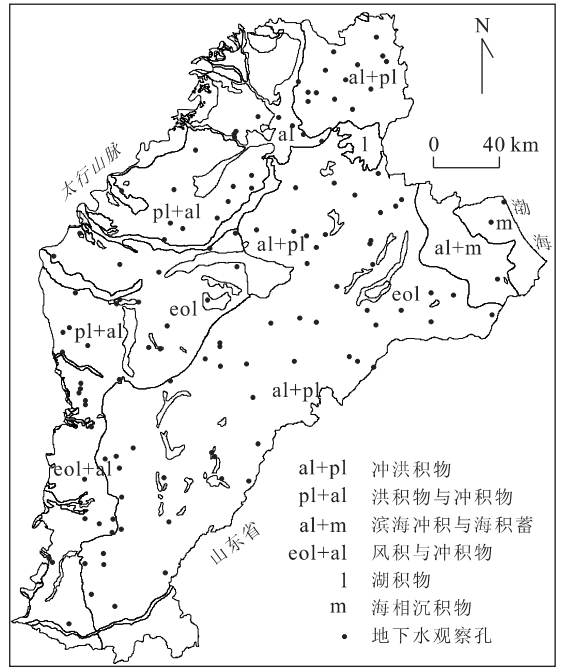 N
al+pl
al
l
0 40 km
太行山脉
渤海
m
pl+al
al+pl
al+m
eol
eol
pl+al
al+pl
eol+al
山东省
al+pl 冲洪积物
pl+al 洪积物与冲积物
al+m 滨海冲积与海积蓄
eol+al 风积与冲积物
l 湖积物
m 海相沉积物
• 地下水观察孔